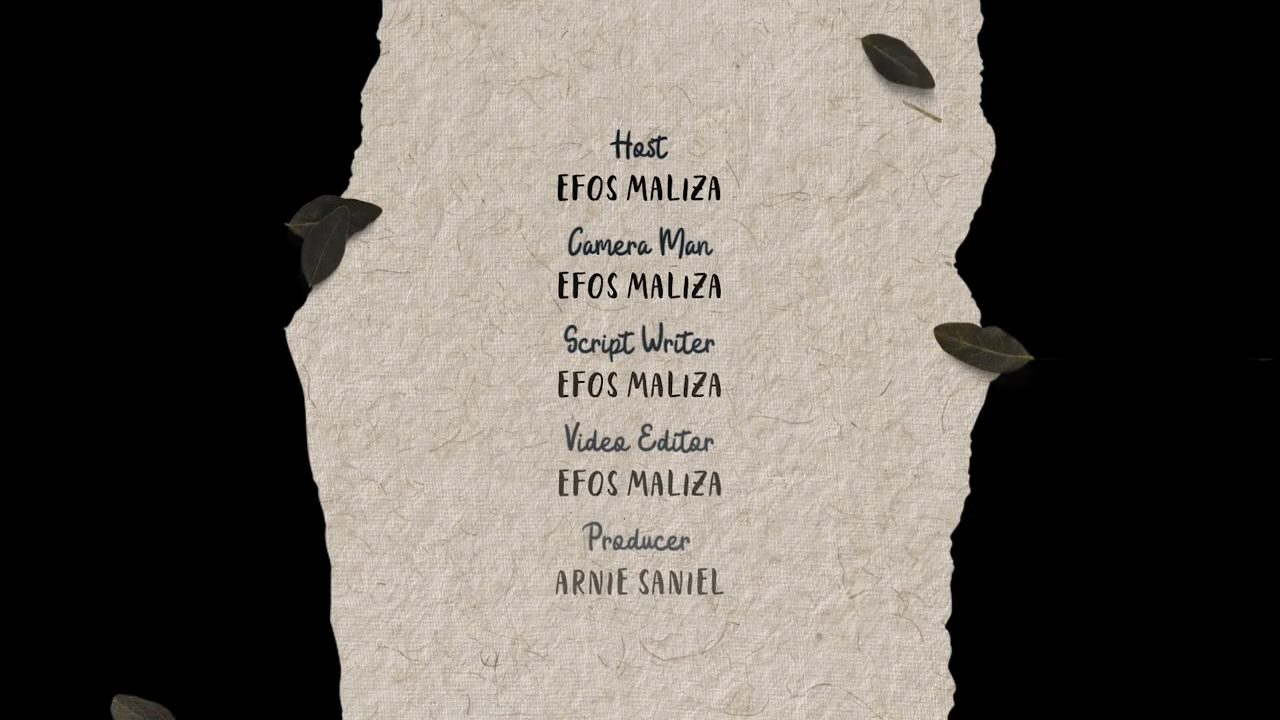 Host
EFOS MALIZA
Camera Man
EFOS MALIZA
Script Writer
EFOS MALIZA
Video Editor
EFOS MALIZA
Producer
ARNIE SANIEL